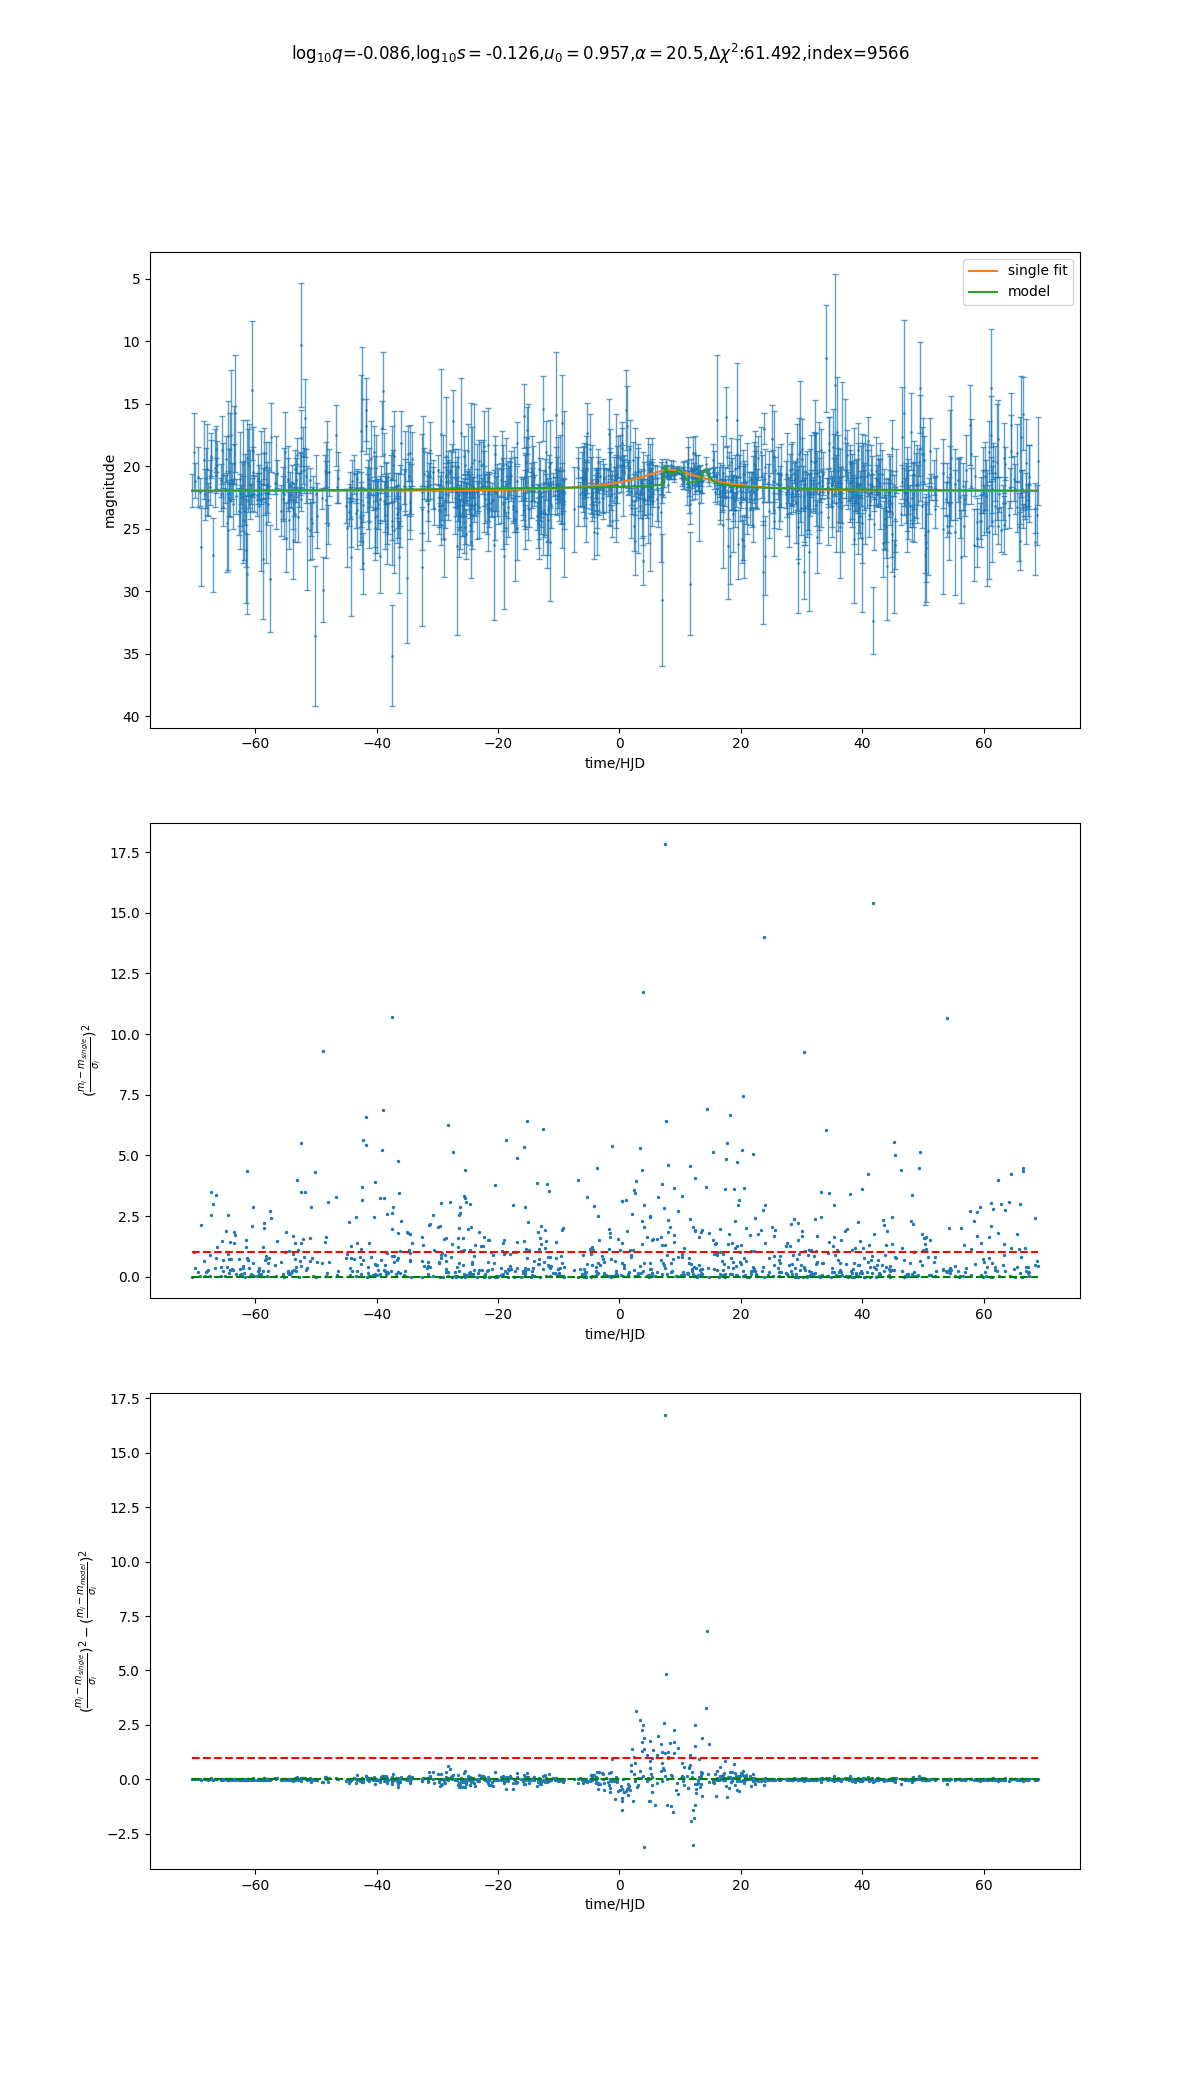 log₁₀q=-0.086,log₁₀s = -0.126,u₀ = 0.957,α = 20.5,Δχ²:61.492,index=9566
single fit
model
5
10
15
20
25
30
35
40
magnitude
−60 −40 −20 0 20 40 60
time/HJD
17.5
15.0
12.5
10.0
7.5
5.0
2.5
0.0
(mᵢ − m_single / σᵢ)²
−60 −40 −20 0 20 40 60
time/HJD
17.5
15.0
12.5
10.0
7.5
5.0
2.5
0.0
−2.5
(mᵢ − m_single / σᵢ)² − (mᵢ − m_model / σᵢ)²
−60 −40 −20 0 20 40 60
time/HJD